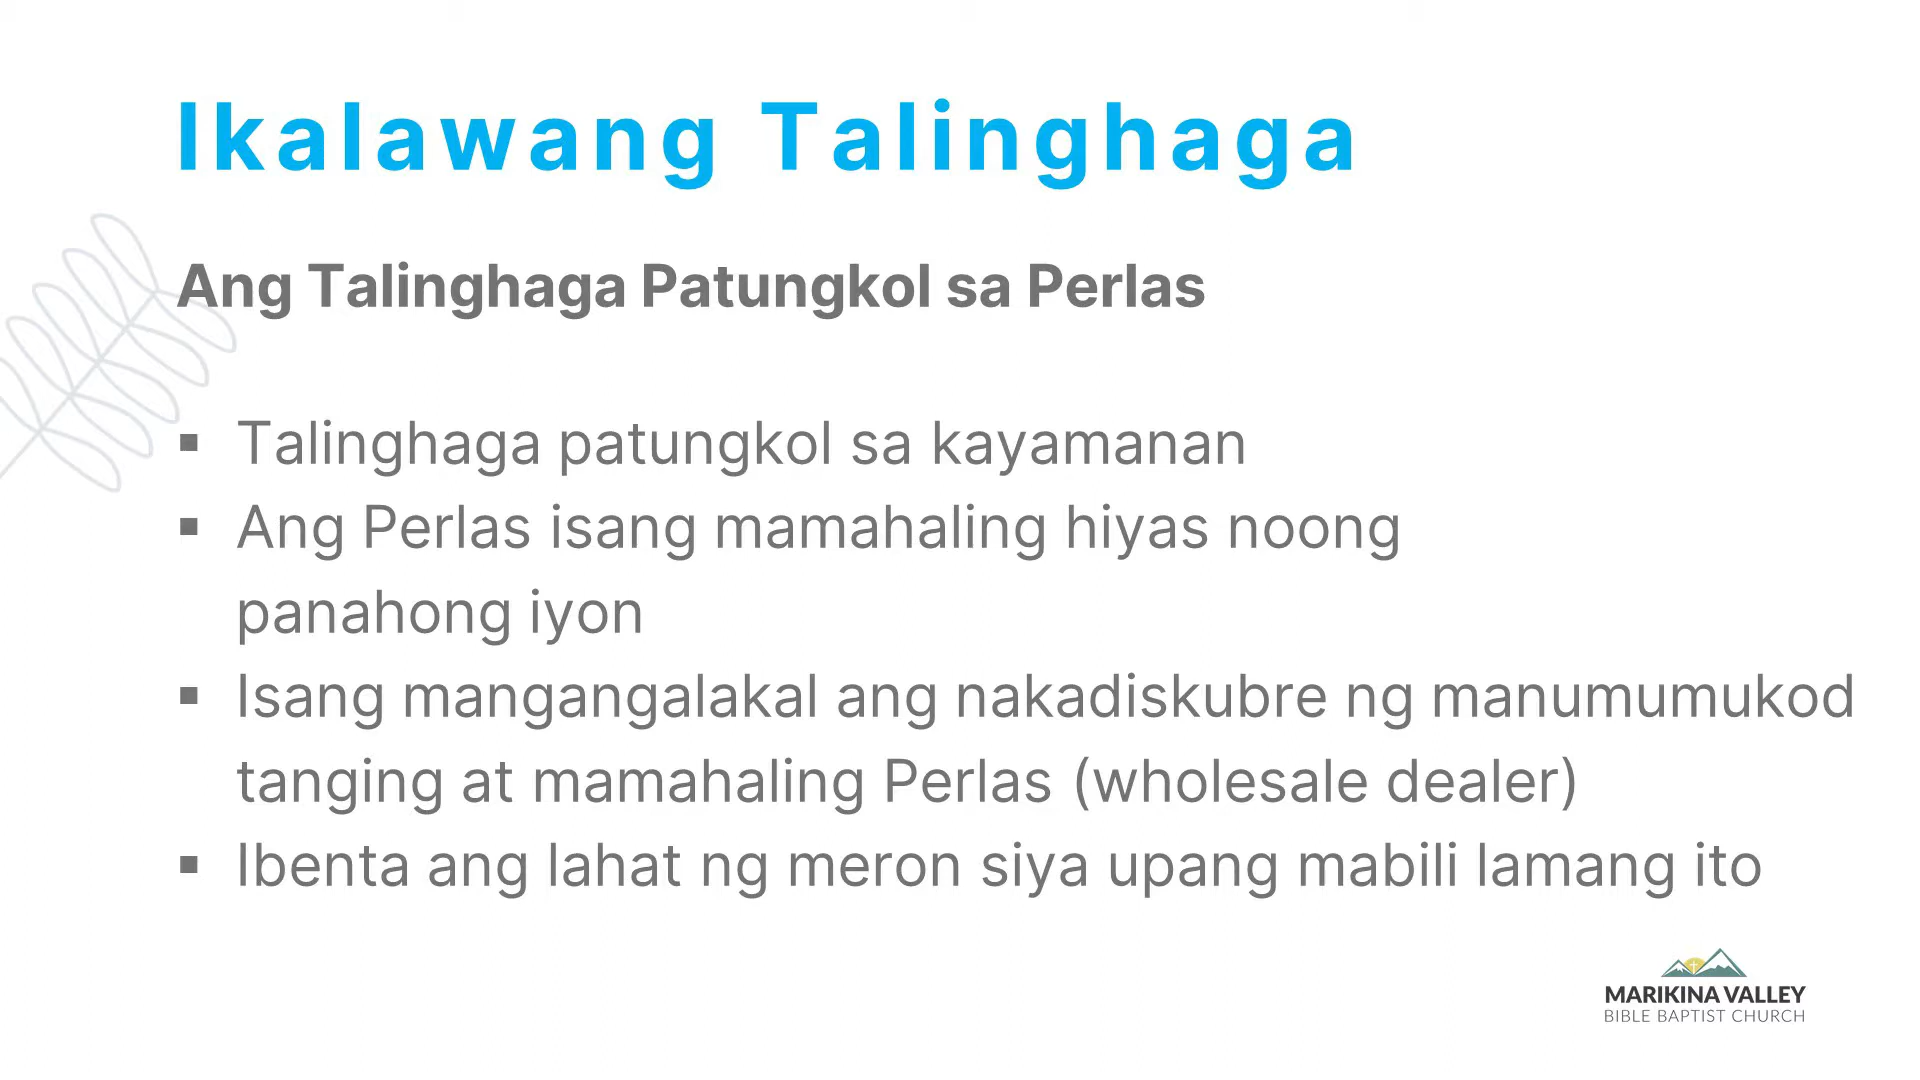 Ikalawang Talinghaga
Ang Talinghaga Patungkol sa Perlas
▪ Talinghaga patungkol sa kayamanan
▪ Ang Perlas isang mamahaling hiyas noong
panahong iyon
▪ Isang mangangalakal ang nakadiskubre ng manumumukod
tanging at mamahaling Perlas (wholesale dealer)
▪ Ibenta ang lahat ng meron siya upang mabili lamang ito
MARIKINA VALLEY
BIBLE BAPTIST CHURCH